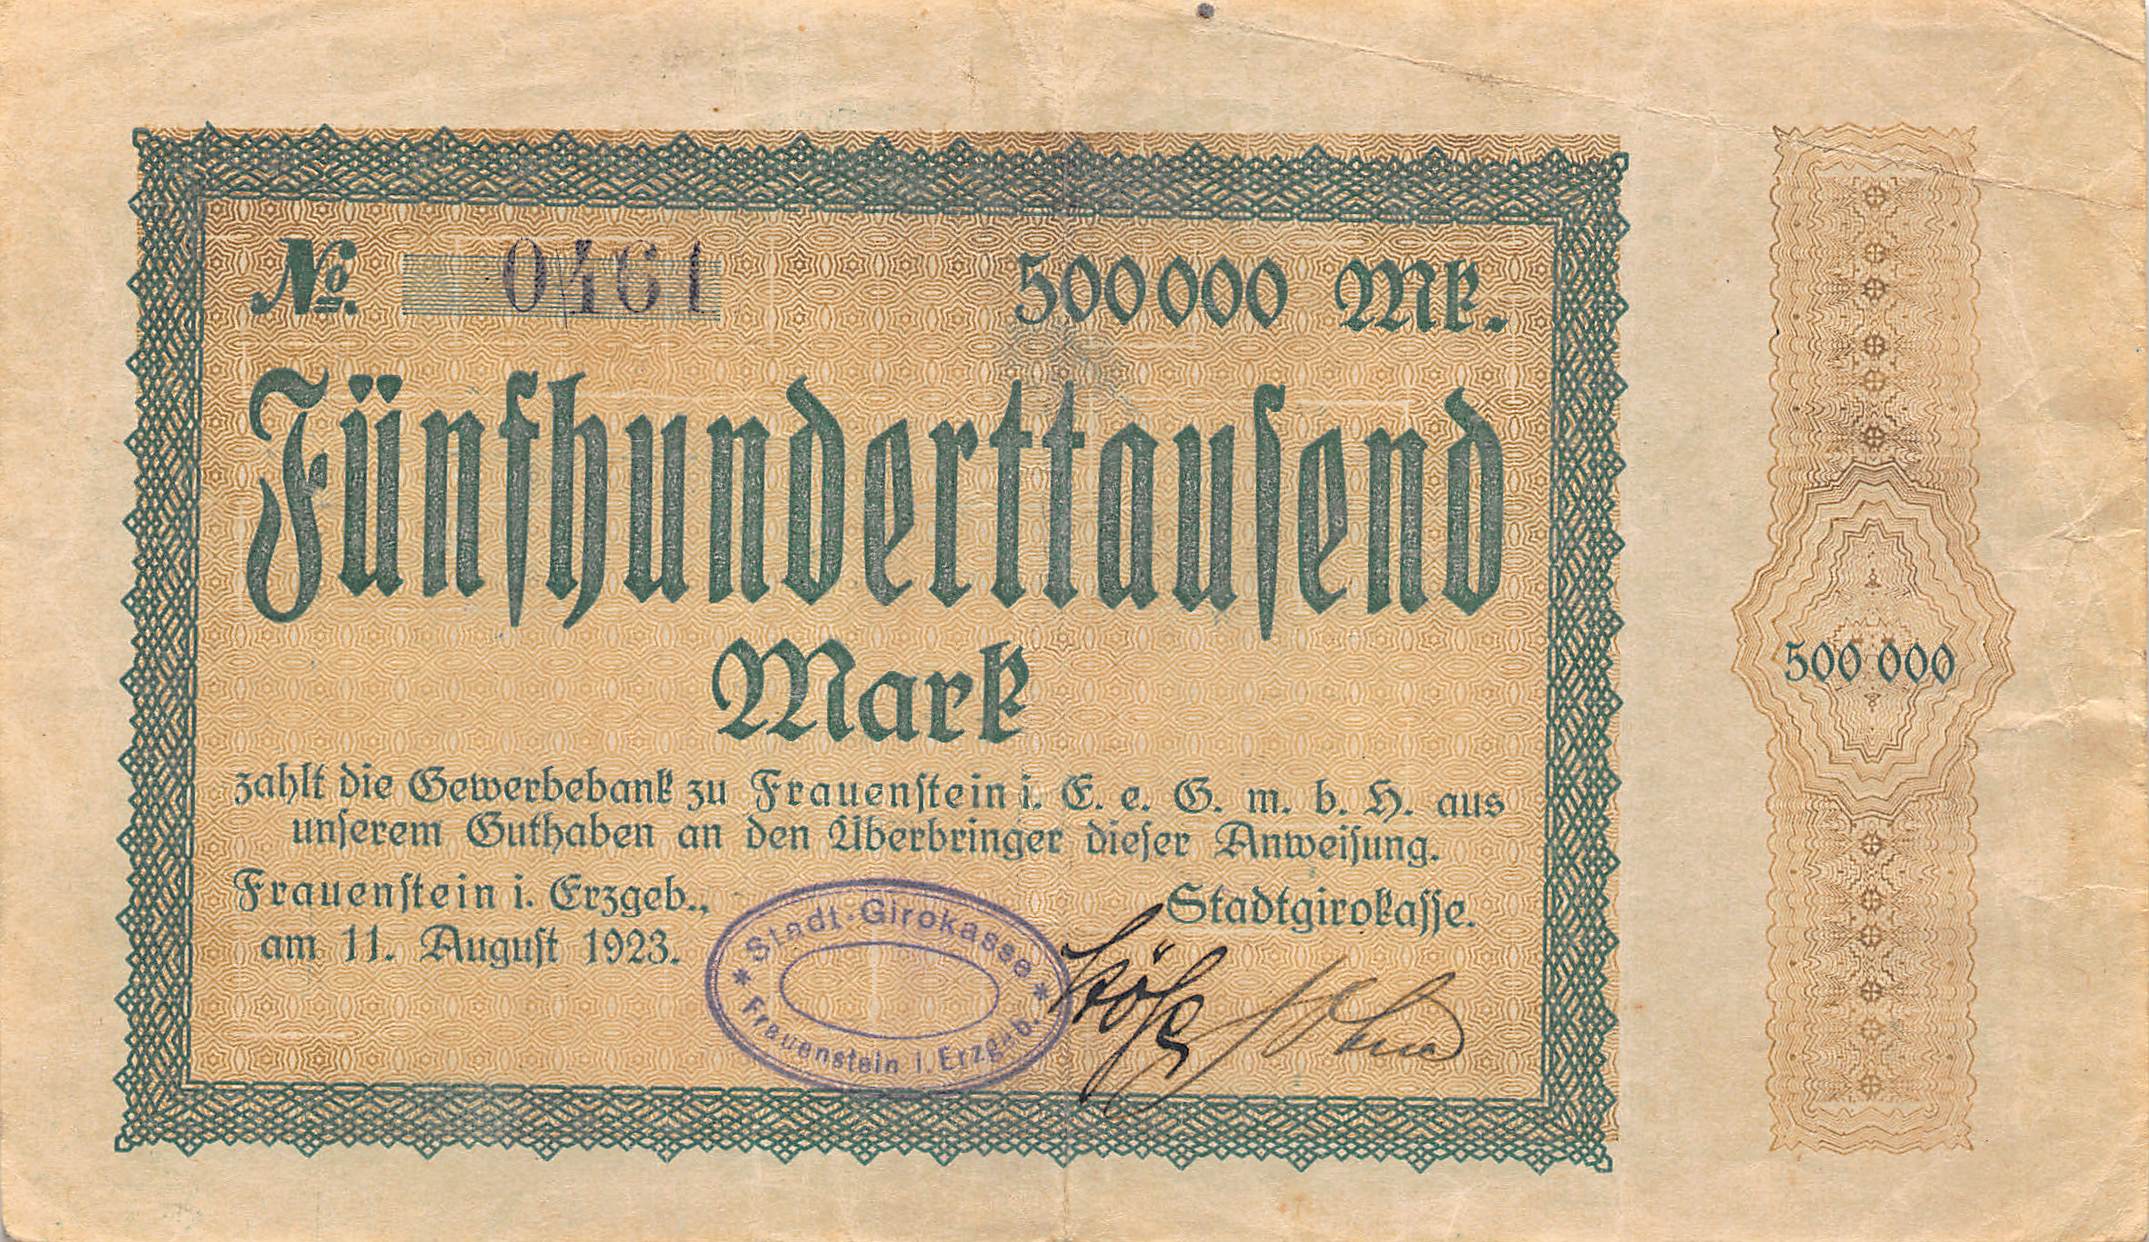 No. 0461 500000 Mk.
Fünfhunderttausend
Mark
500 000
zahlt die Gewerbebank zu Frauenstein i. E. e. G. m. b. H. aus
unserem Guthaben an den Überbringer dieser Anweisung.
Frauenstein i. Erzgeb.,
am 11. August 1923.
Stadtgirokasse.
* Stadt-Girokasse *
Frauenstein i. Erzgeb.